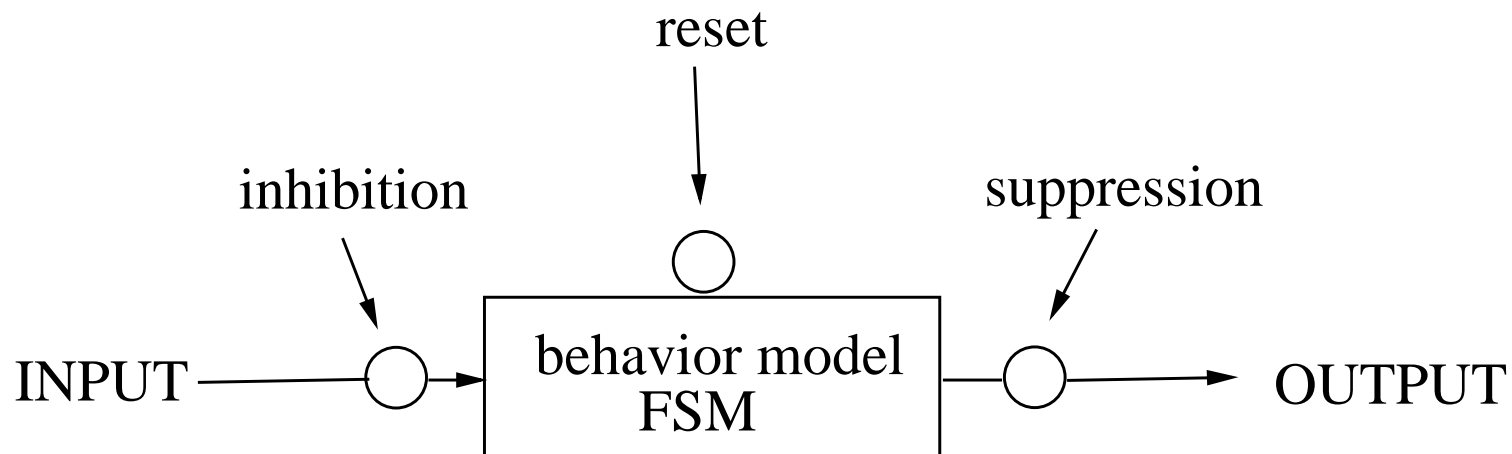 reset
inhibition
suppression
behavior model
FSM
INPUT
OUTPUT